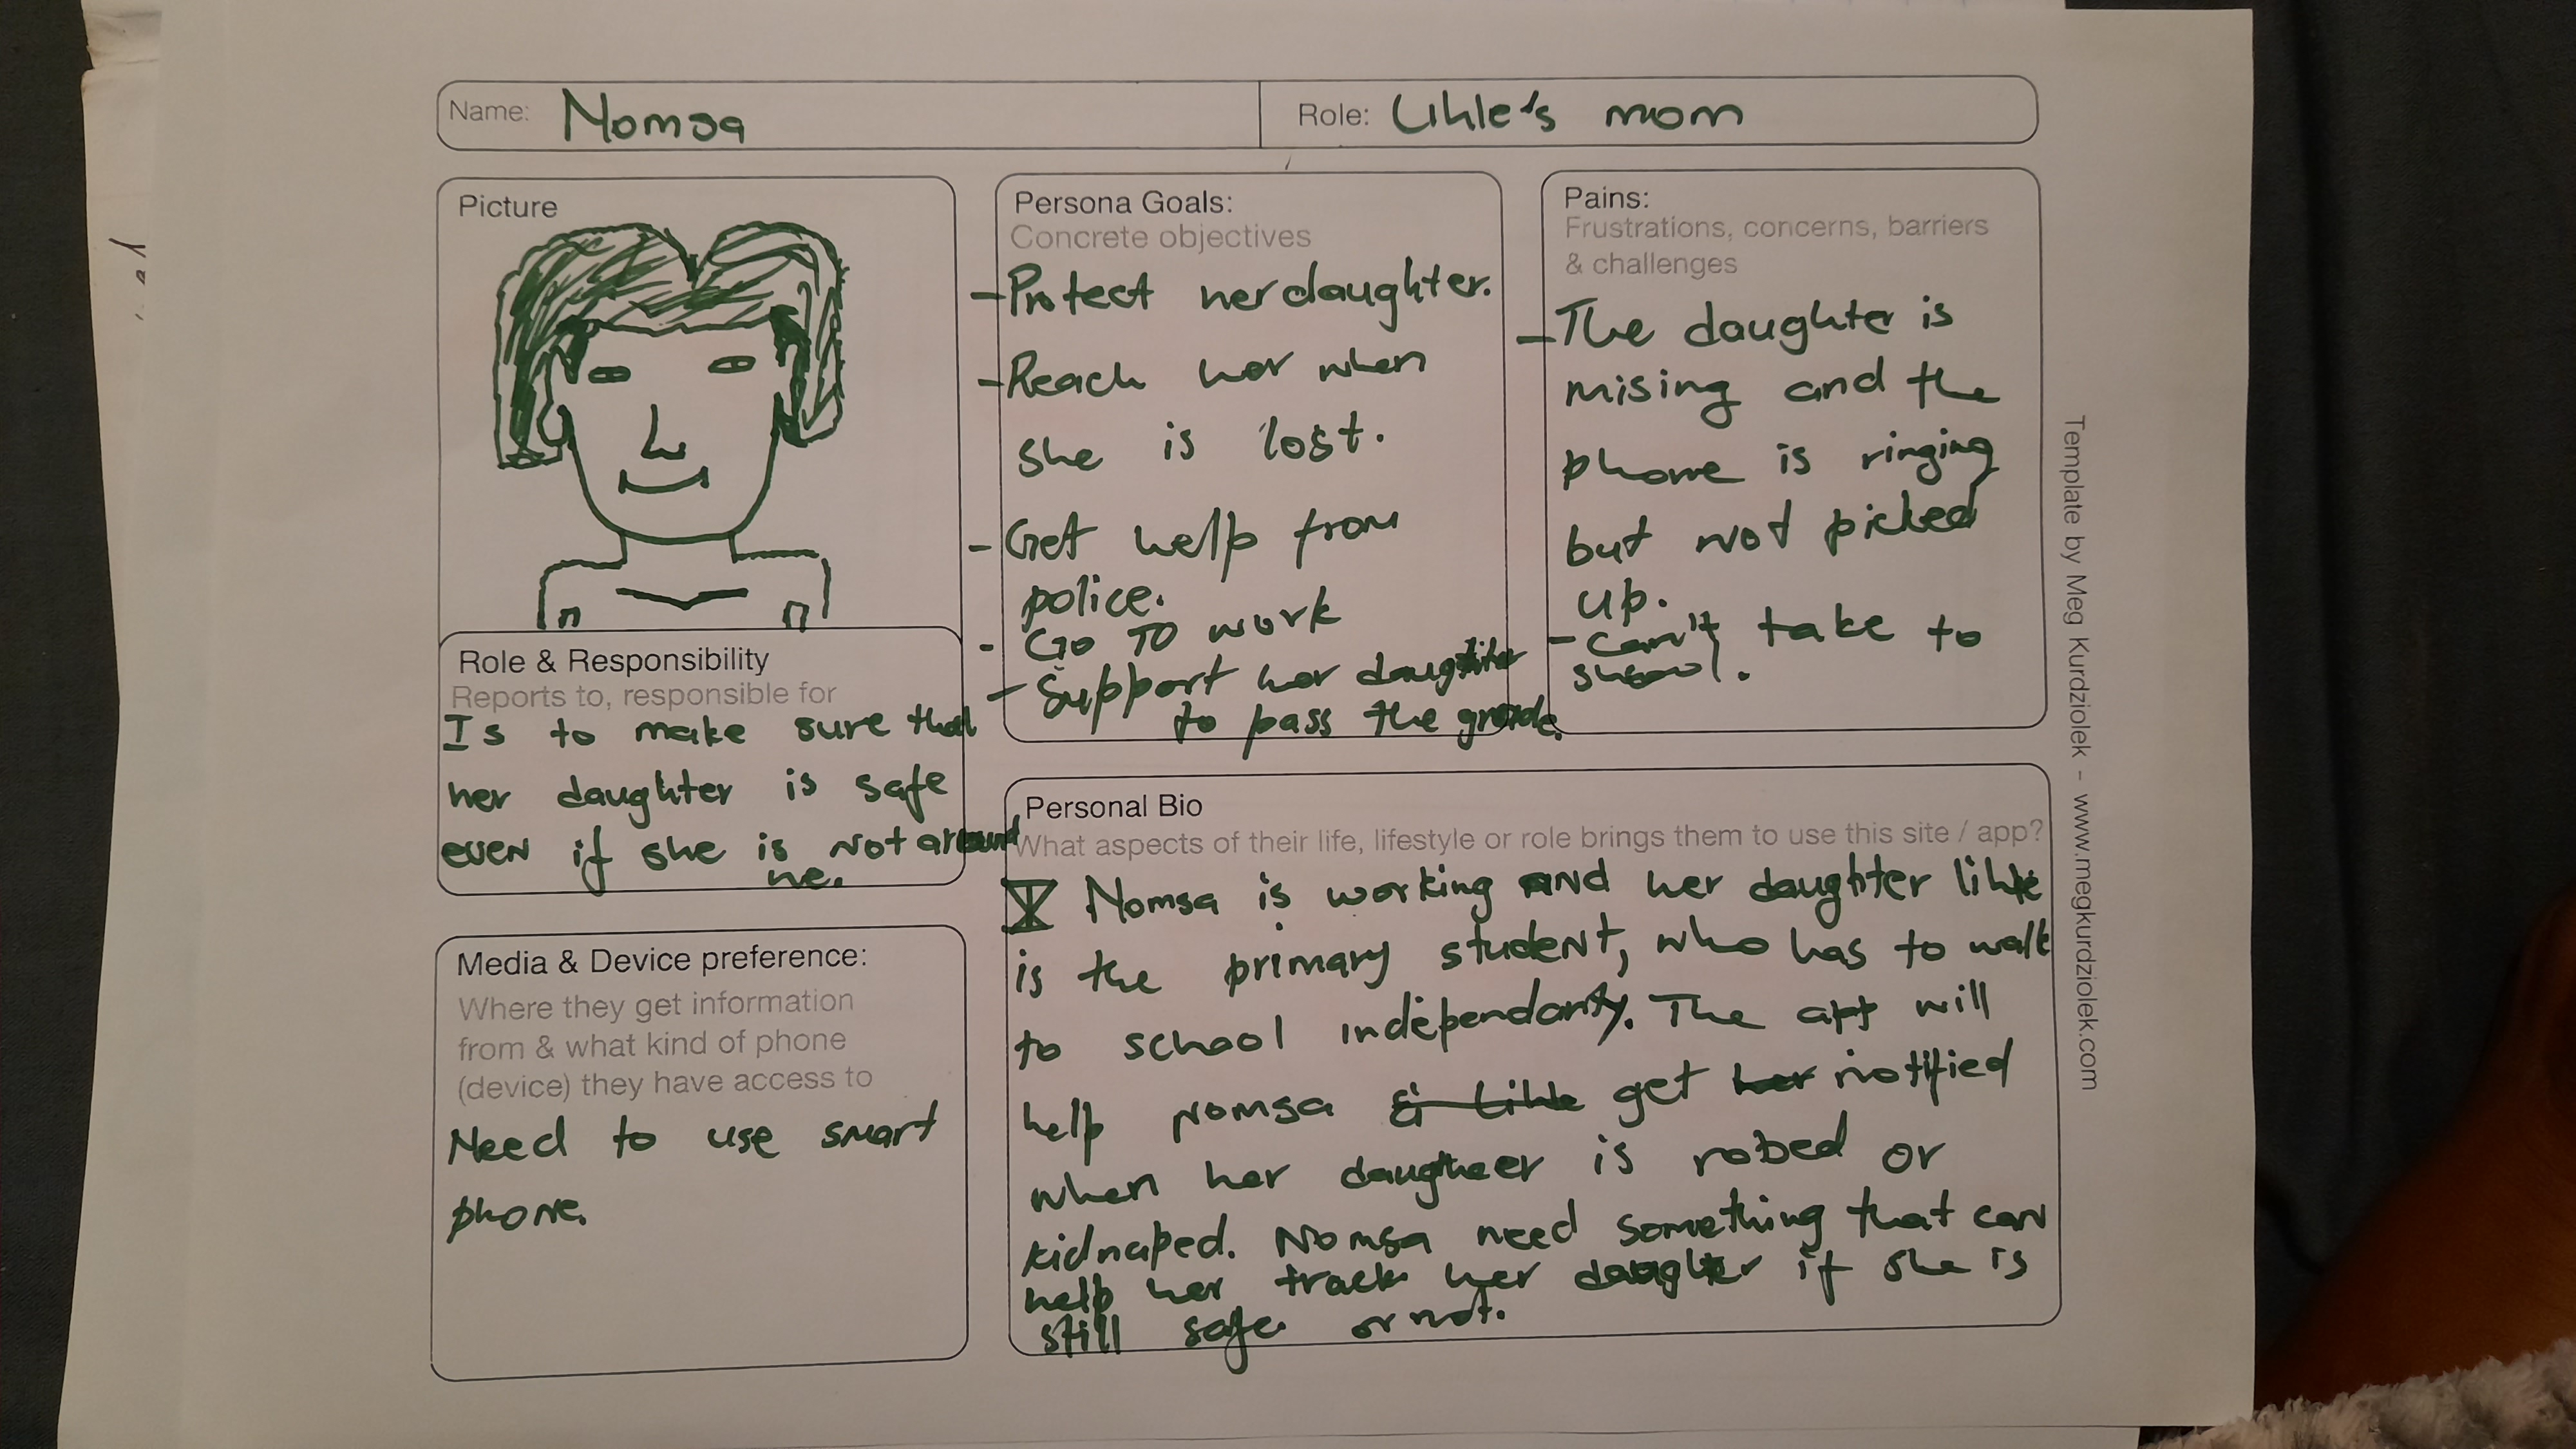 Name: Nomsa
Role: Uhle's mom
Picture
Role & Responsibility
Reports to, responsible for
Is to make sure that
her daughter is safe
even if she is not around
me.
Media & Device preference:
Where they get information
from & what kind of phone
(device) they have access to
Need to use smart
phone.
Persona Goals:
Concrete objectives
- Protect her daughter.
- Reach her when
she is lost.
- Get help from
police.
- Go To work
- Support her daughter
to pass the grade.
Pains:
Frustrations, concerns, barriers
& challenges
- The daughter is
mising and the
phone is ringing
but not picked
up.
- Can't take to
Personal Bio
What aspects of their life, lifestyle or role brings them to use this site / app?
Nomsa is working and her daughter like
is the primary student, who has to walk
to school independantly. The app will
help Nomsa get notified
when her daugtheer is robed or
kidnaped. Nomsa need something that can
help her track her daugter if she is
still safe or not.
Template by Meg Kurdziolek - www.megkurdziolek.com